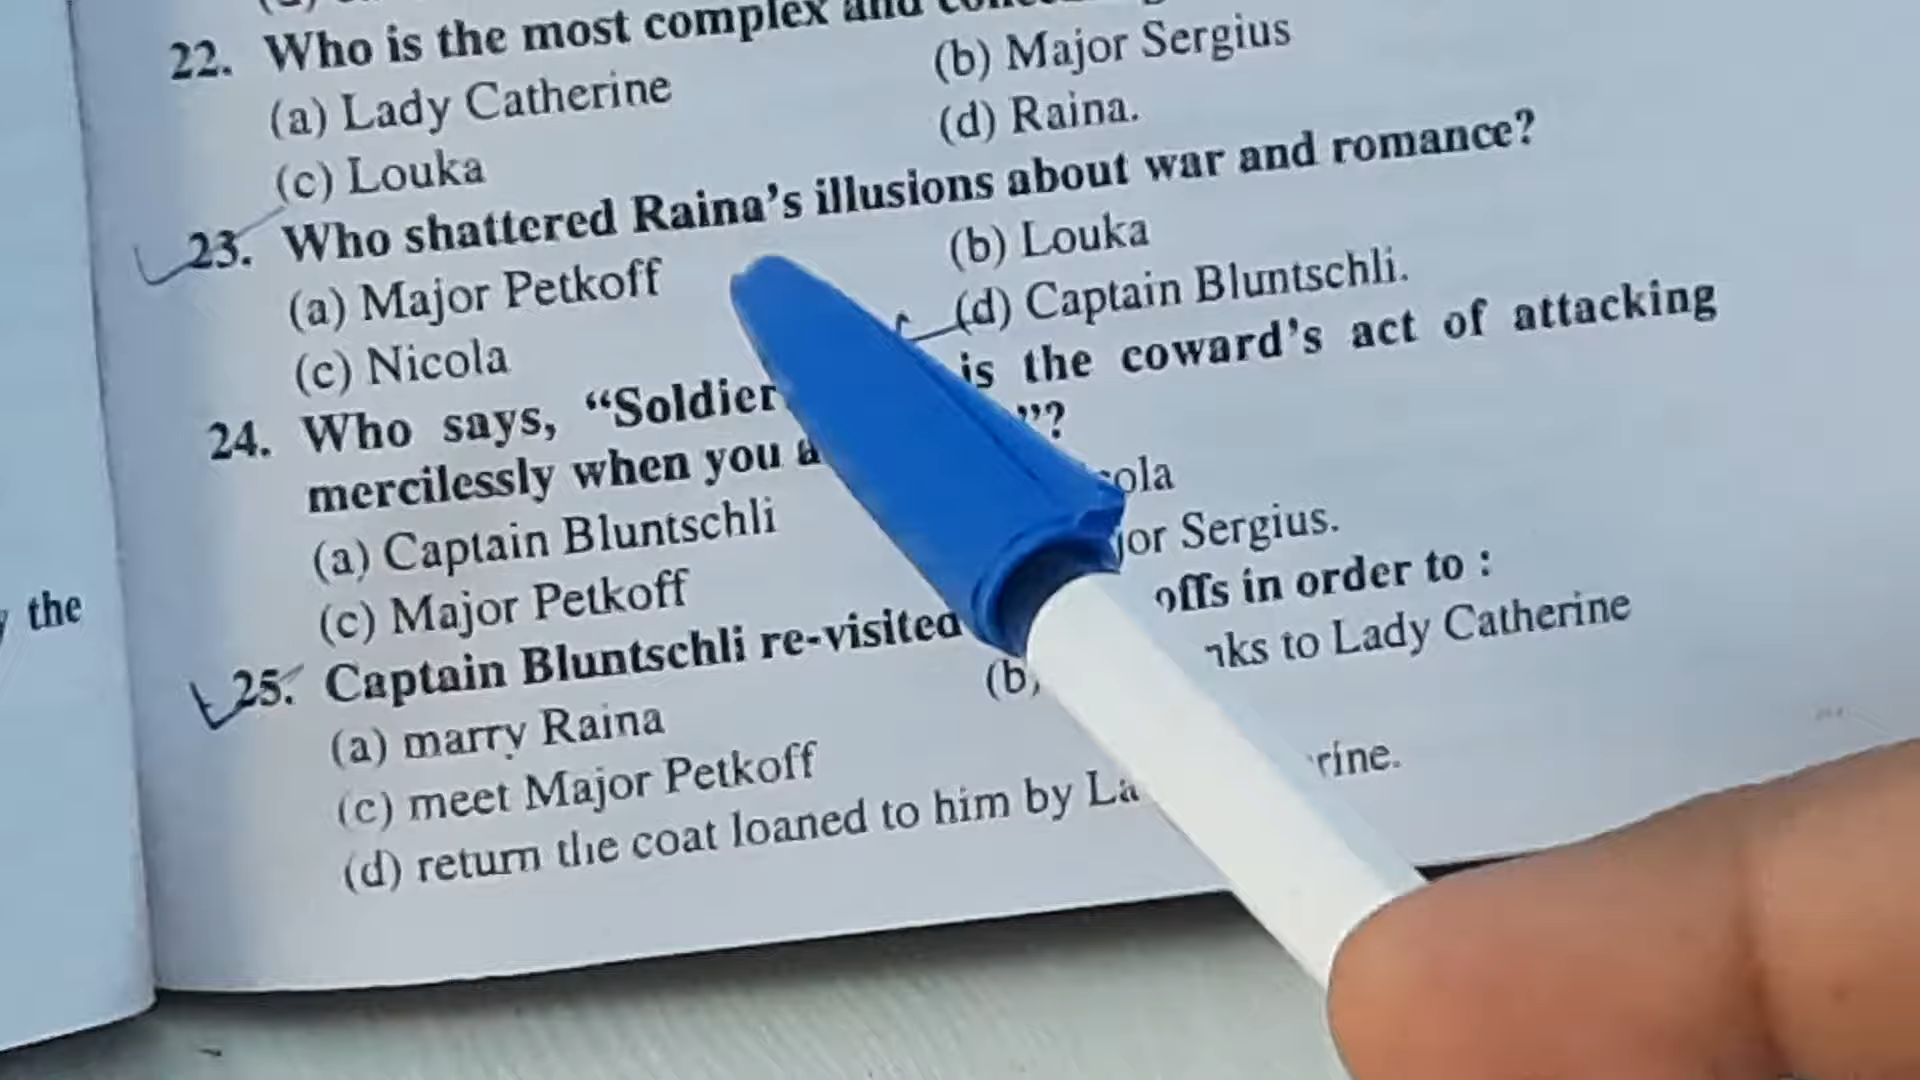 22. Who is the most complex and
(a) Lady Catherine (b) Major Sergius
(c) Louka (d) Raina.
23. Who shattered Raina's illusions about war and romance?
(a) Major Petkoff (b) Louka
(c) Nicola (d) Captain Bluntschli.
24. Who says, "Soldier is the coward's act of attacking
mercilessly when you a "?
(a) Captain Bluntschli cola
(c) Major Petkoff jor Sergius.
25. Captain Bluntschli re-visited offs in order to :
(a) marry Raina (b) nks to Lady Catherine
(c) meet Major Petkoff
(d) return the coat loaned to him by La rine.
the